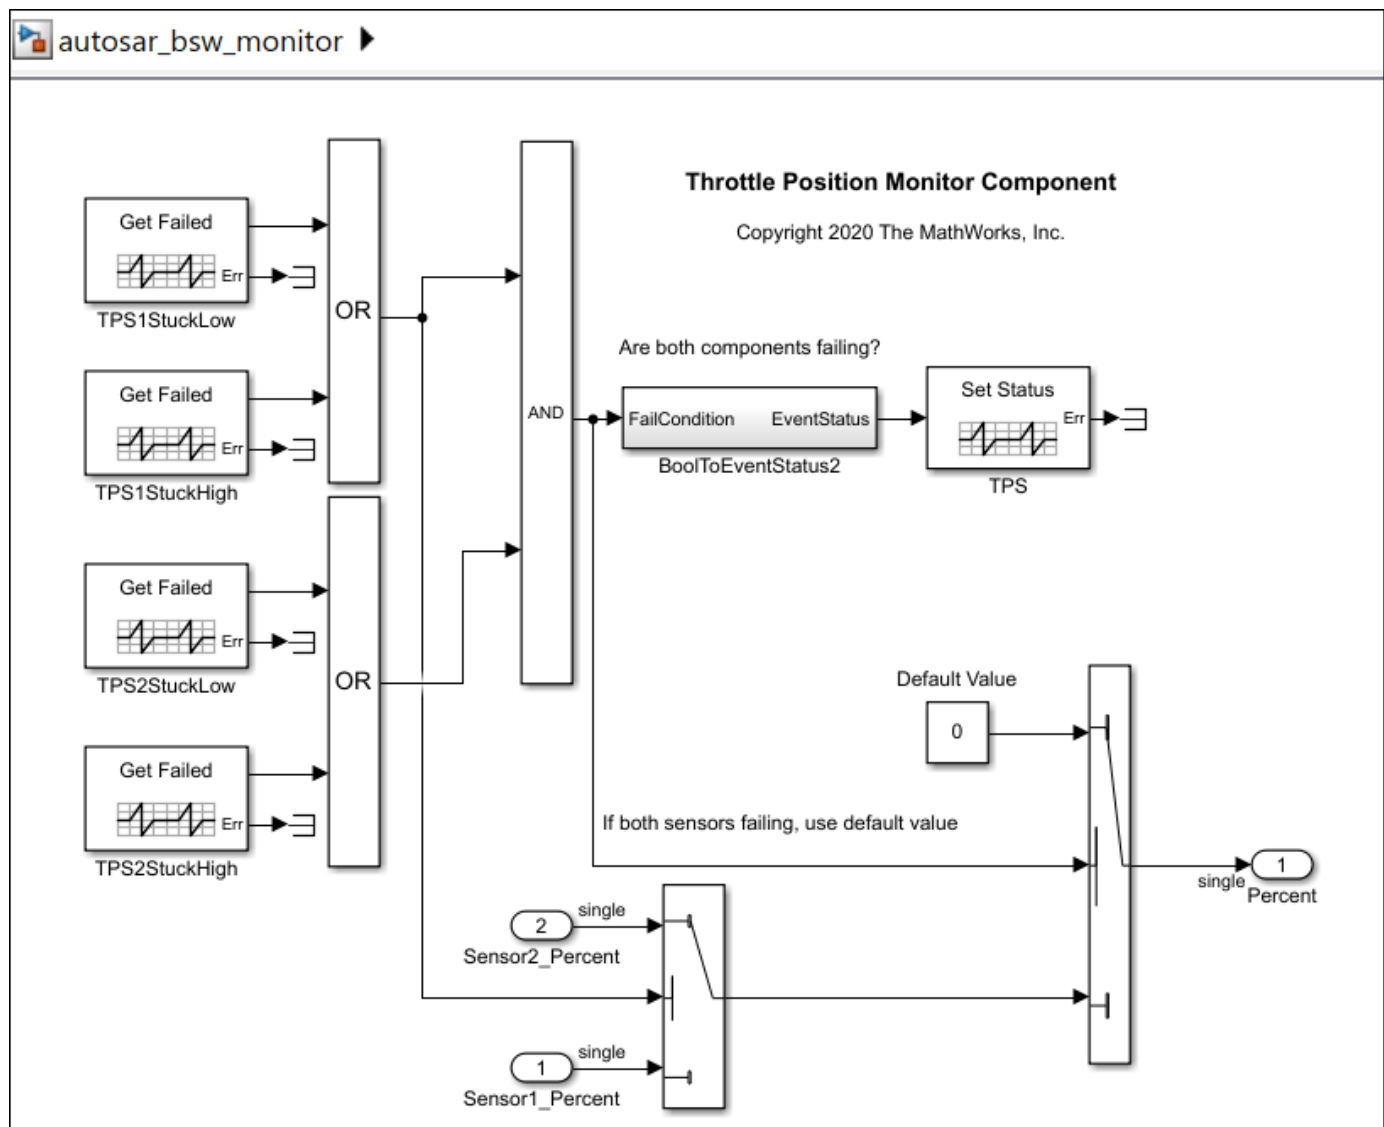 autosar_bsw_monitor
Throttle Position Monitor Component
Copyright 2020 The MathWorks, Inc.
Get Failed
Err
TPS1StuckLow
OR
Get Failed
Err
TPS1StuckHigh
AND
Are both components failing?
FailCondition EventStatus
BoolToEventStatus2
Set Status
Err
TPS
Get Failed
Err
TPS2StuckLow
OR
Get Failed
Err
TPS2StuckHigh
Default Value
0
If both sensors failing, use default value
2
single
Sensor2_Percent
1
single
Sensor1_Percent
single
1
Percent